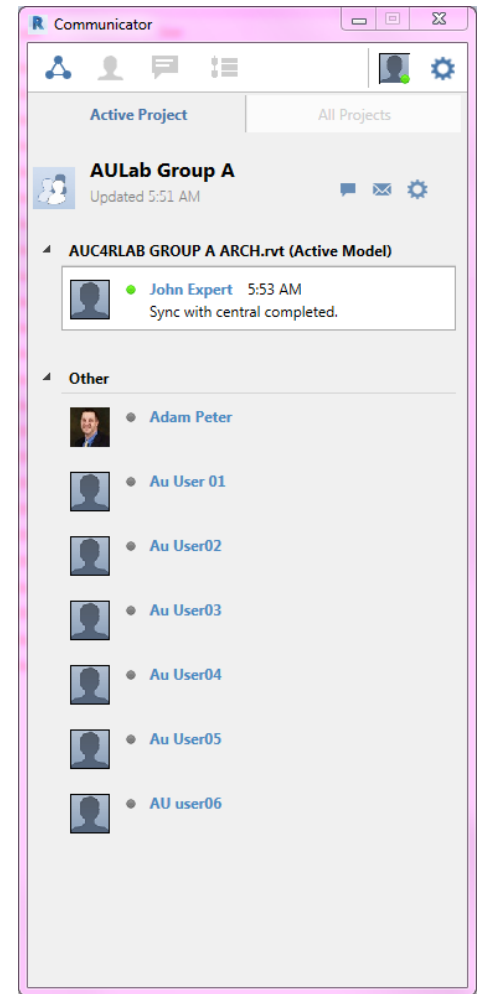 R Communicator
Active Project
All Projects
AULab Group A
Updated 5:51 AM
AUC4RLAB GROUP A ARCH.rvt (Active Model)
John Expert 5:53 AM
Sync with central completed.
Other
Adam Peter
Au User 01
Au User02
Au User03
Au User04
Au User05
AU user06